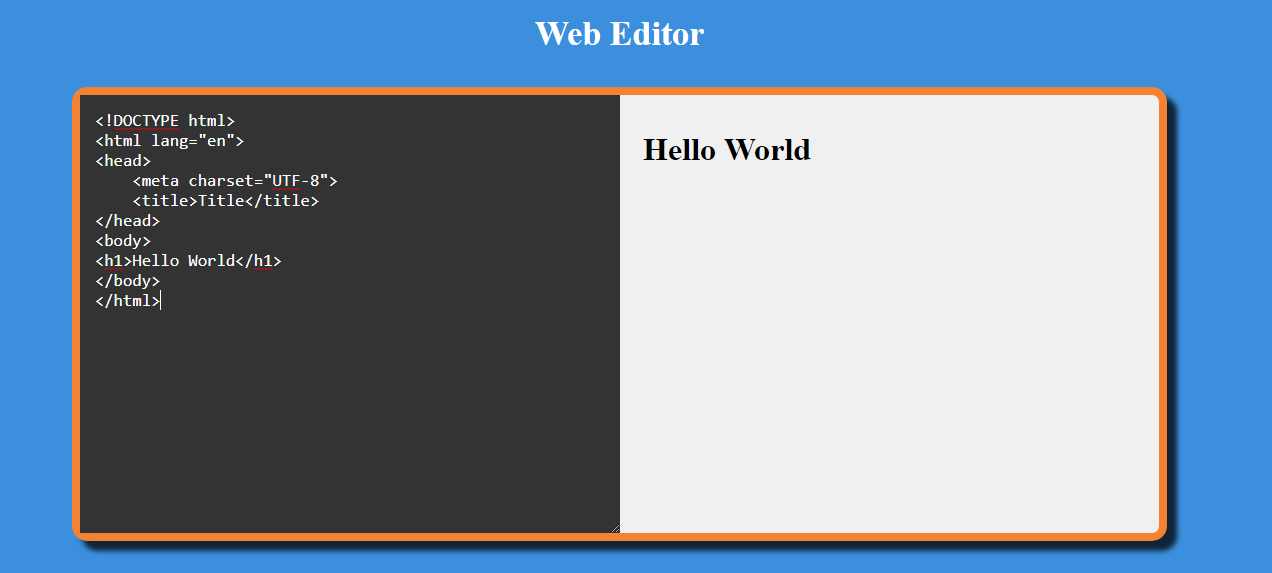 Web Editor
<!DOCTYPE html>
<html lang="en">
<head>
    <meta charset="UTF-8">
    <title>Title</title>
</head>
<body>
<h1>Hello World</h1>
</body>
</html>
Hello World